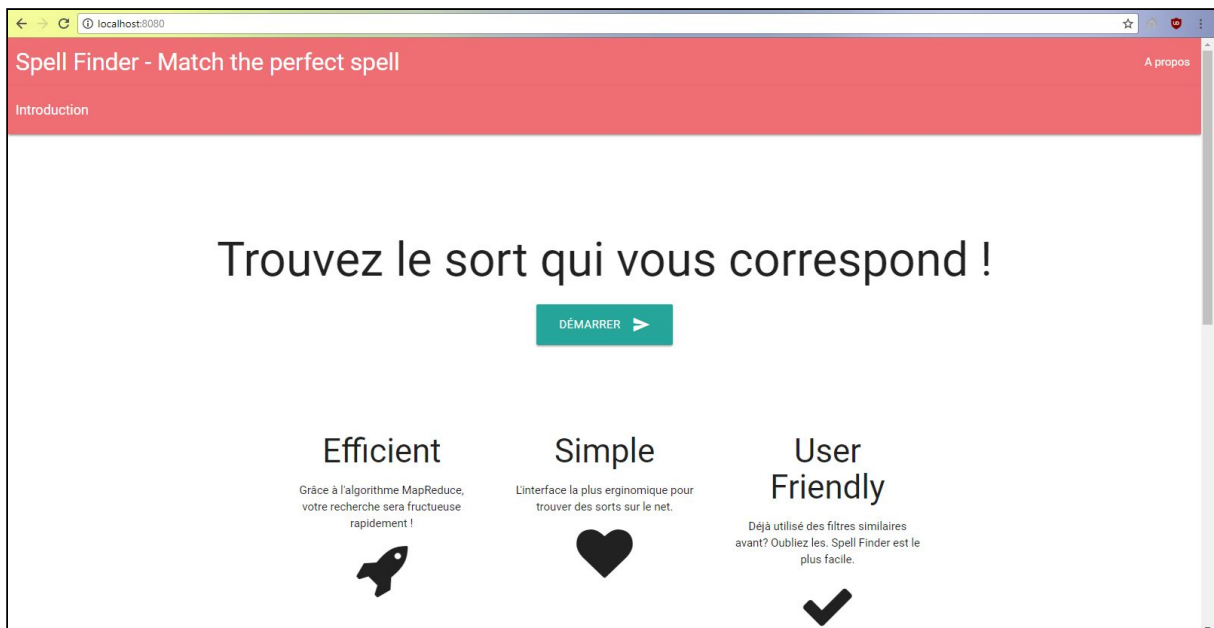 localhost:8080
Spell Finder - Match the perfect spell
A propos
Introduction
Trouvez le sort qui vous correspond !
DÉMARRER
Efficient
Grâce à l'algorithme MapReduce,
votre recherche sera fructueuse
rapidement !
Simple
L'interface la plus erginomique pour
trouver des sorts sur le net.
User
Friendly
Déjà utilisé des filtres similaires
avant? Oubliez les. Spell Finder est le
plus facile.